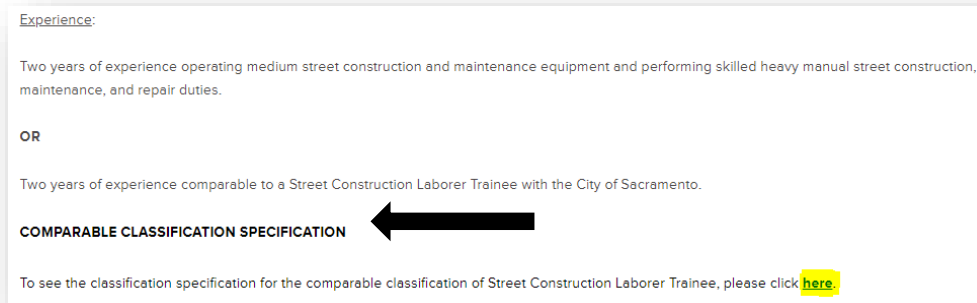 Experience:
Two years of experience operating medium street construction and maintenance equipment and performing skilled heavy manual street construction,
maintenance, and repair duties.
OR
Two years of experience comparable to a Street Construction Laborer Trainee with the City of Sacramento.
COMPARABLE CLASSIFICATION SPECIFICATION
To see the classification specification for the comparable classification of Street Construction Laborer Trainee, please click here.